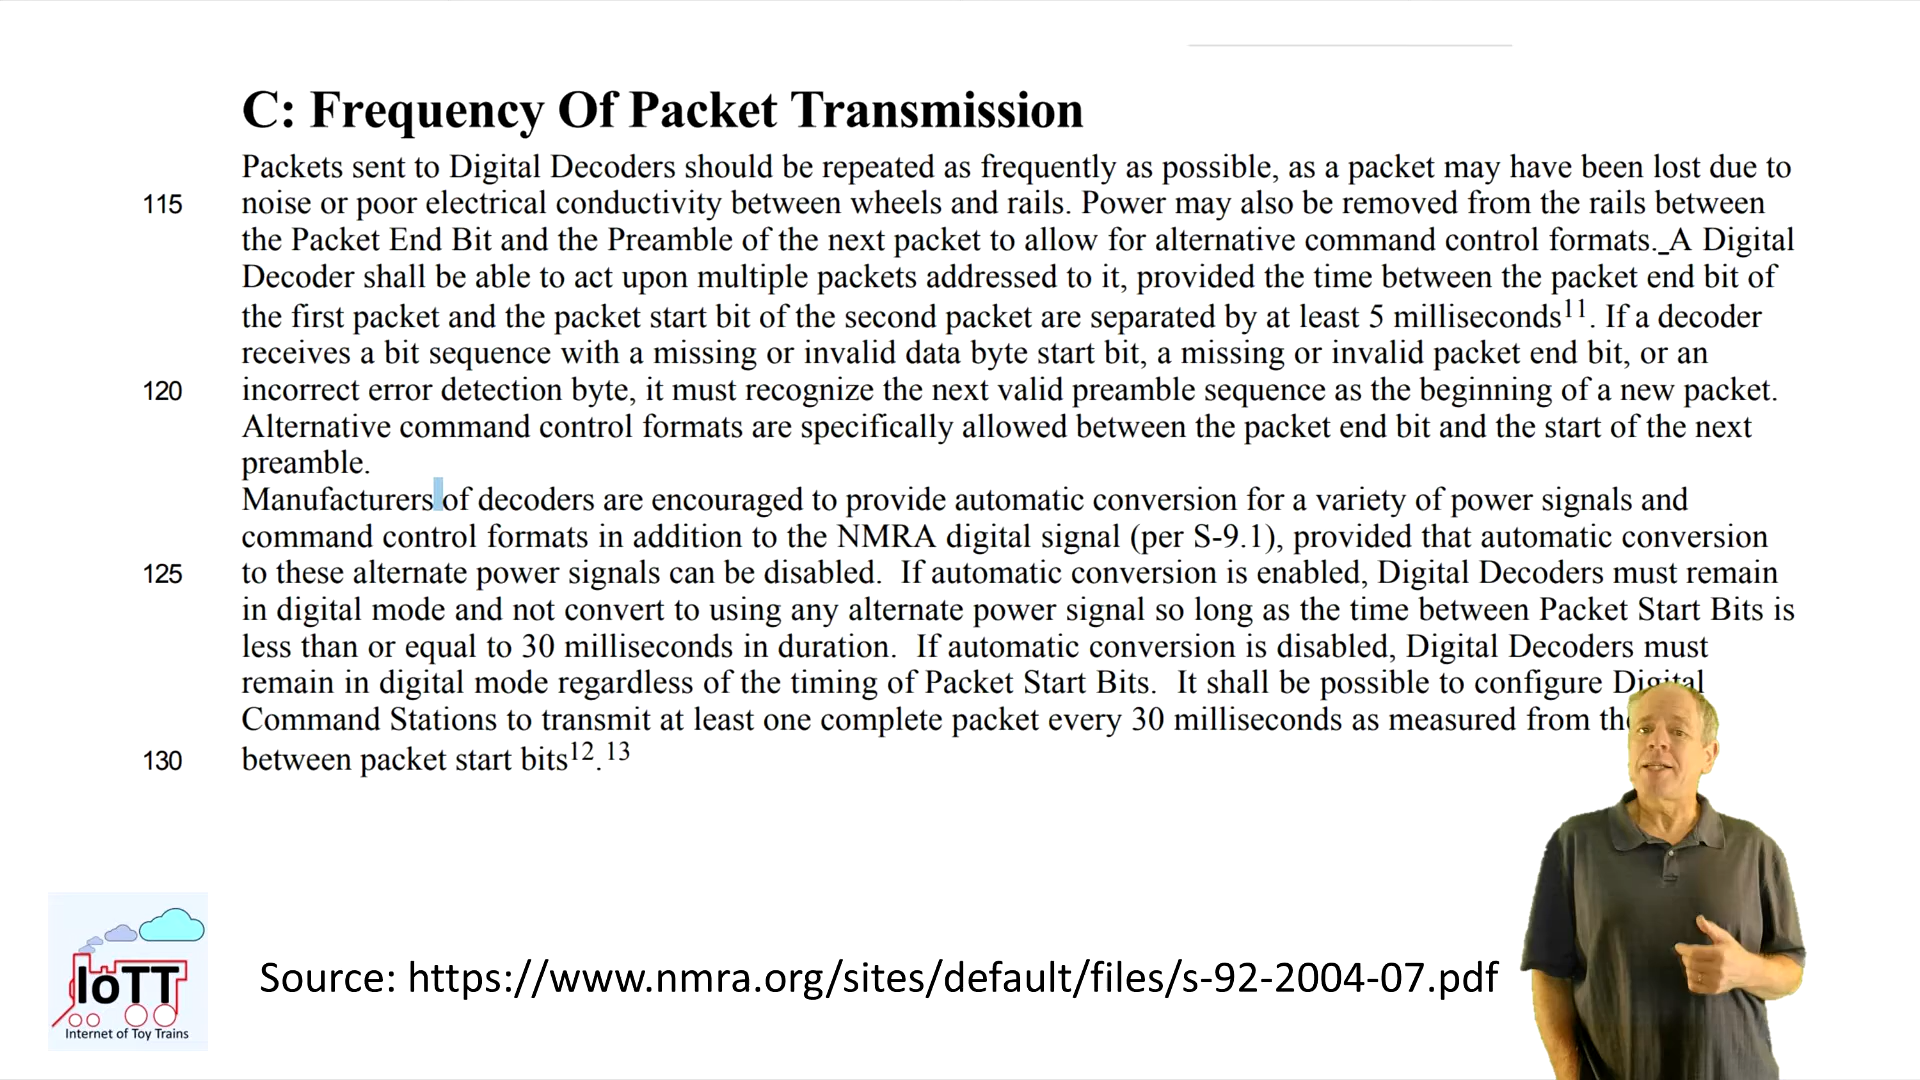 C: Frequency Of Packet Transmission
Packets sent to Digital Decoders should be repeated as frequently as possible, as a packet may have been lost due to
115 noise or poor electrical conductivity between wheels and rails. Power may also be removed from the rails between
the Packet End Bit and the Preamble of the next packet to allow for alternative command control formats._A Digital
Decoder shall be able to act upon multiple packets addressed to it, provided the time between the packet end bit of
the first packet and the packet start bit of the second packet are separated by at least 5 milliseconds11. If a decoder
receives a bit sequence with a missing or invalid data byte start bit, a missing or invalid packet end bit, or an
120 incorrect error detection byte, it must recognize the next valid preamble sequence as the beginning of a new packet.
Alternative command control formats are specifically allowed between the packet end bit and the start of the next
preamble.
Manufacturers of decoders are encouraged to provide automatic conversion for a variety of power signals and
command control formats in addition to the NMRA digital signal (per S-9.1), provided that automatic conversion
125 to these alternate power signals can be disabled. If automatic conversion is enabled, Digital Decoders must remain
in digital mode and not convert to using any alternate power signal so long as the time between Packet Start Bits is
less than or equal to 30 milliseconds in duration. If automatic conversion is disabled, Digital Decoders must
remain in digital mode regardless of the timing of Packet Start Bits. It shall be possible to configure Digital
Command Stations to transmit at least one complete packet every 30 milliseconds as measured from
130 between packet start bits12.13
IoTT
Internet of Toy Trains
Source: https://www.nmra.org/sites/default/files/s-92-2004-07.pdf